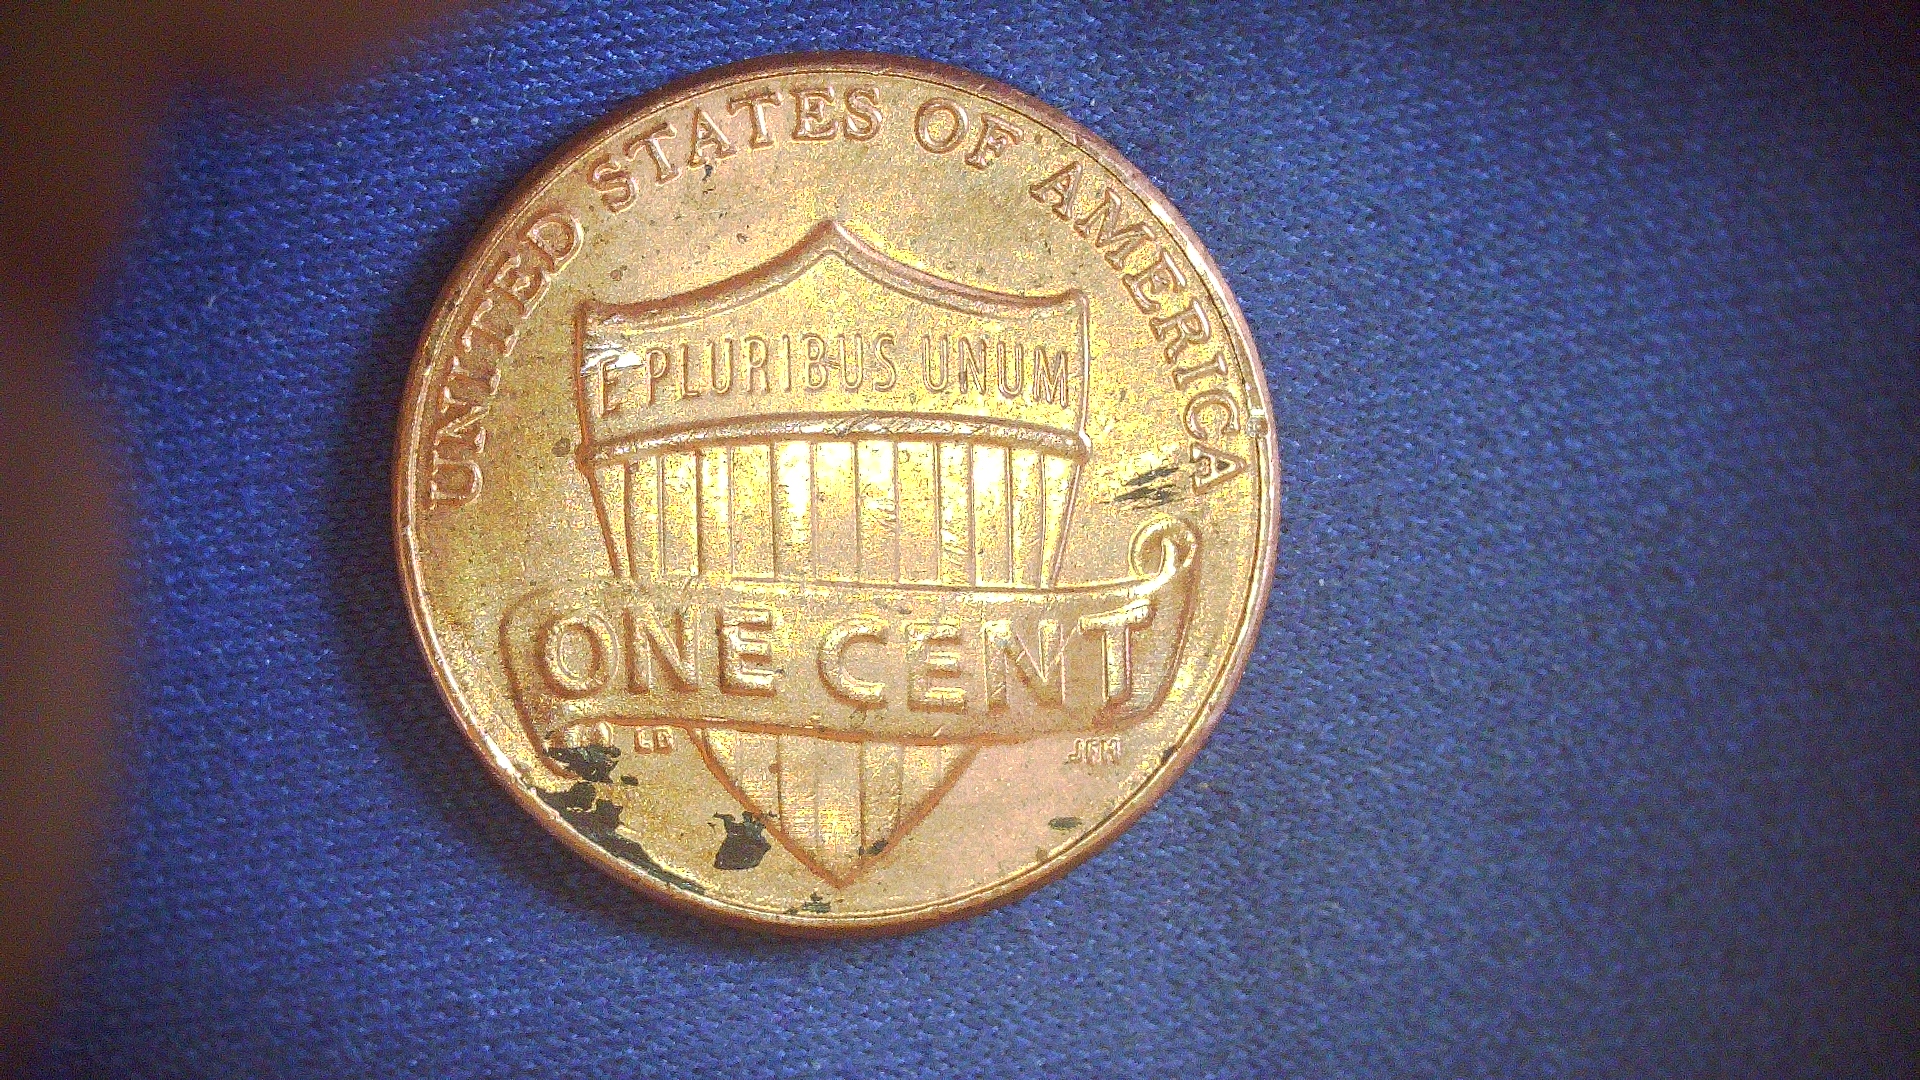 UNITED STATES OF AMERICA
E PLURIBUS UNUM
ONE CENT
LB
JFM